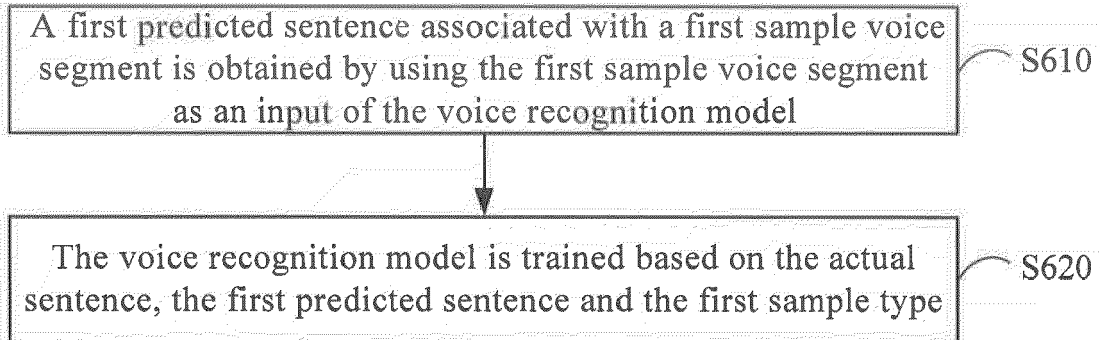 A first predicted sentence associated with a first sample voice
segment is obtained by using the first sample voice segment
as an input of the voice recognition model
S610
The voice recognition model is trained based on the actual
sentence, the first predicted sentence and the first sample type
S620